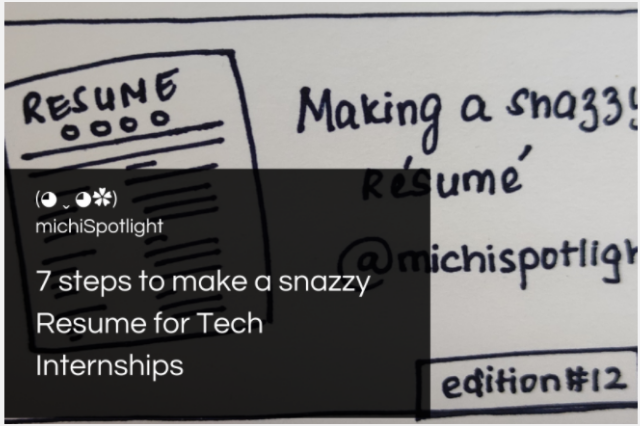 RESUME
Making a snazzy
Résumé
@michispotligh
edition#12
(◕‿◕✿)
michiSpotlight
7 steps to make a snazzy
Resume for Tech
Internships